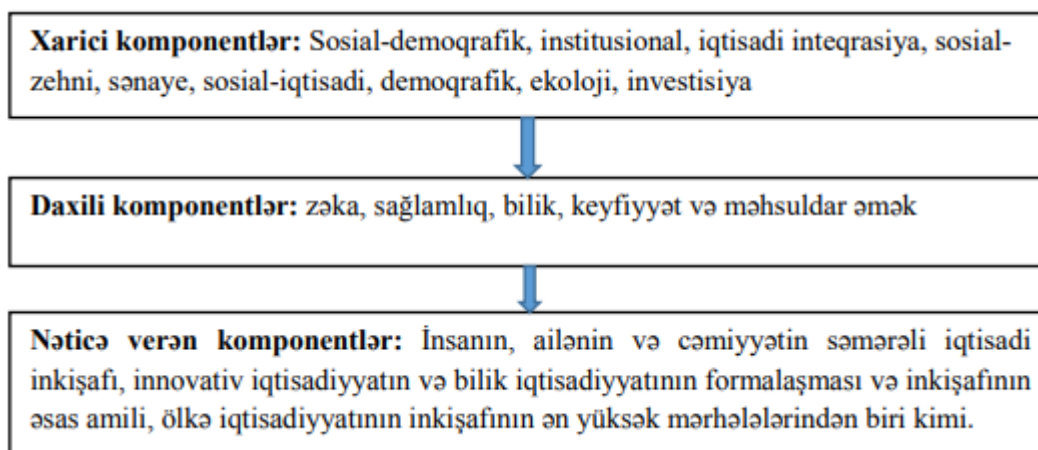 Xarici komponentlər: Sosial-demoqrafik, institusional, iqtisadi inteqrasiya, sosial-
zehni, sənaye, sosial-iqtisadi, demoqrafik, ekoloji, investisiya
Daxili komponentlər: zəka, sağlamlıq, bilik, keyfiyyət və məhsuldar əmək
Nəticə verən komponentlər: İnsanın, ailənin və cəmiyyətin səmərəli iqtisadi
inkişafı, innovativ iqtisadiyyatın və bilik iqtisadiyyatının formalaşması və inkişafının
əsas amili, ölkə iqtisadiyyatının inkişafının ən yüksək mərhələlərindən biri kimi.